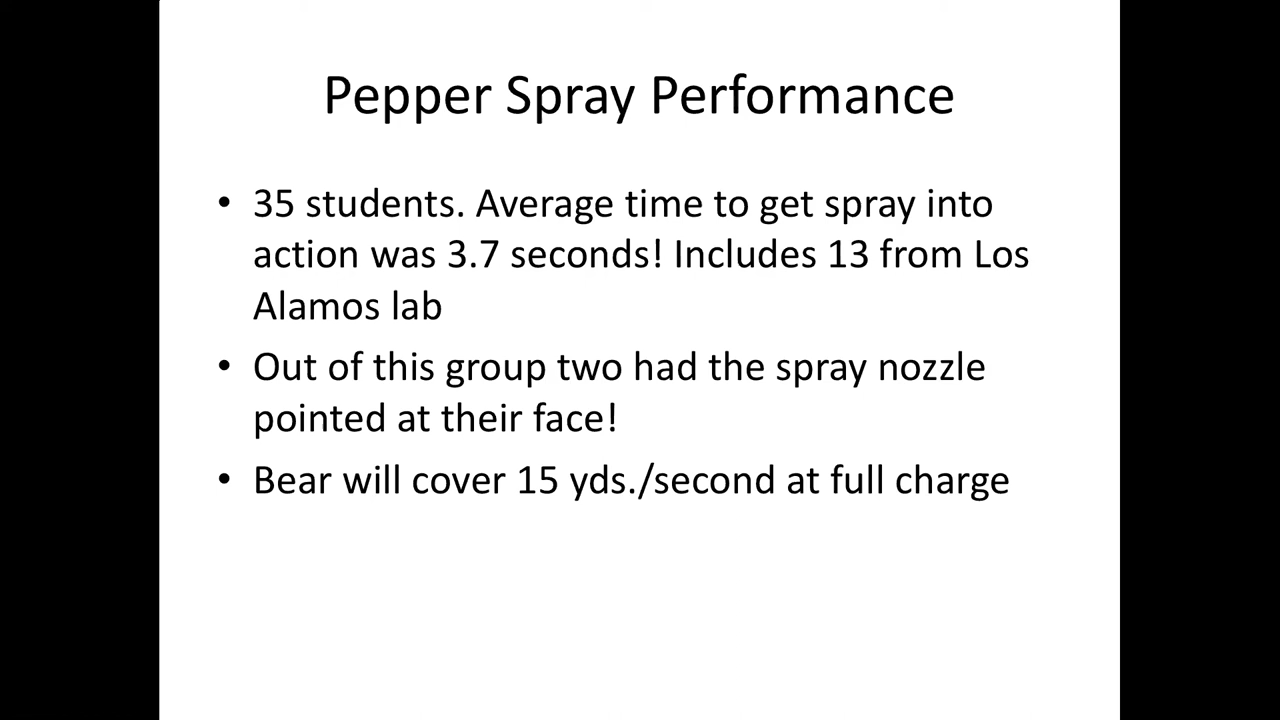 Pepper Spray Performance
• 35 students. Average time to get spray into
action was 3.7 seconds! Includes 13 from Los
Alamos lab
• Out of this group two had the spray nozzle
pointed at their face!
• Bear will cover 15 yds./second at full charge